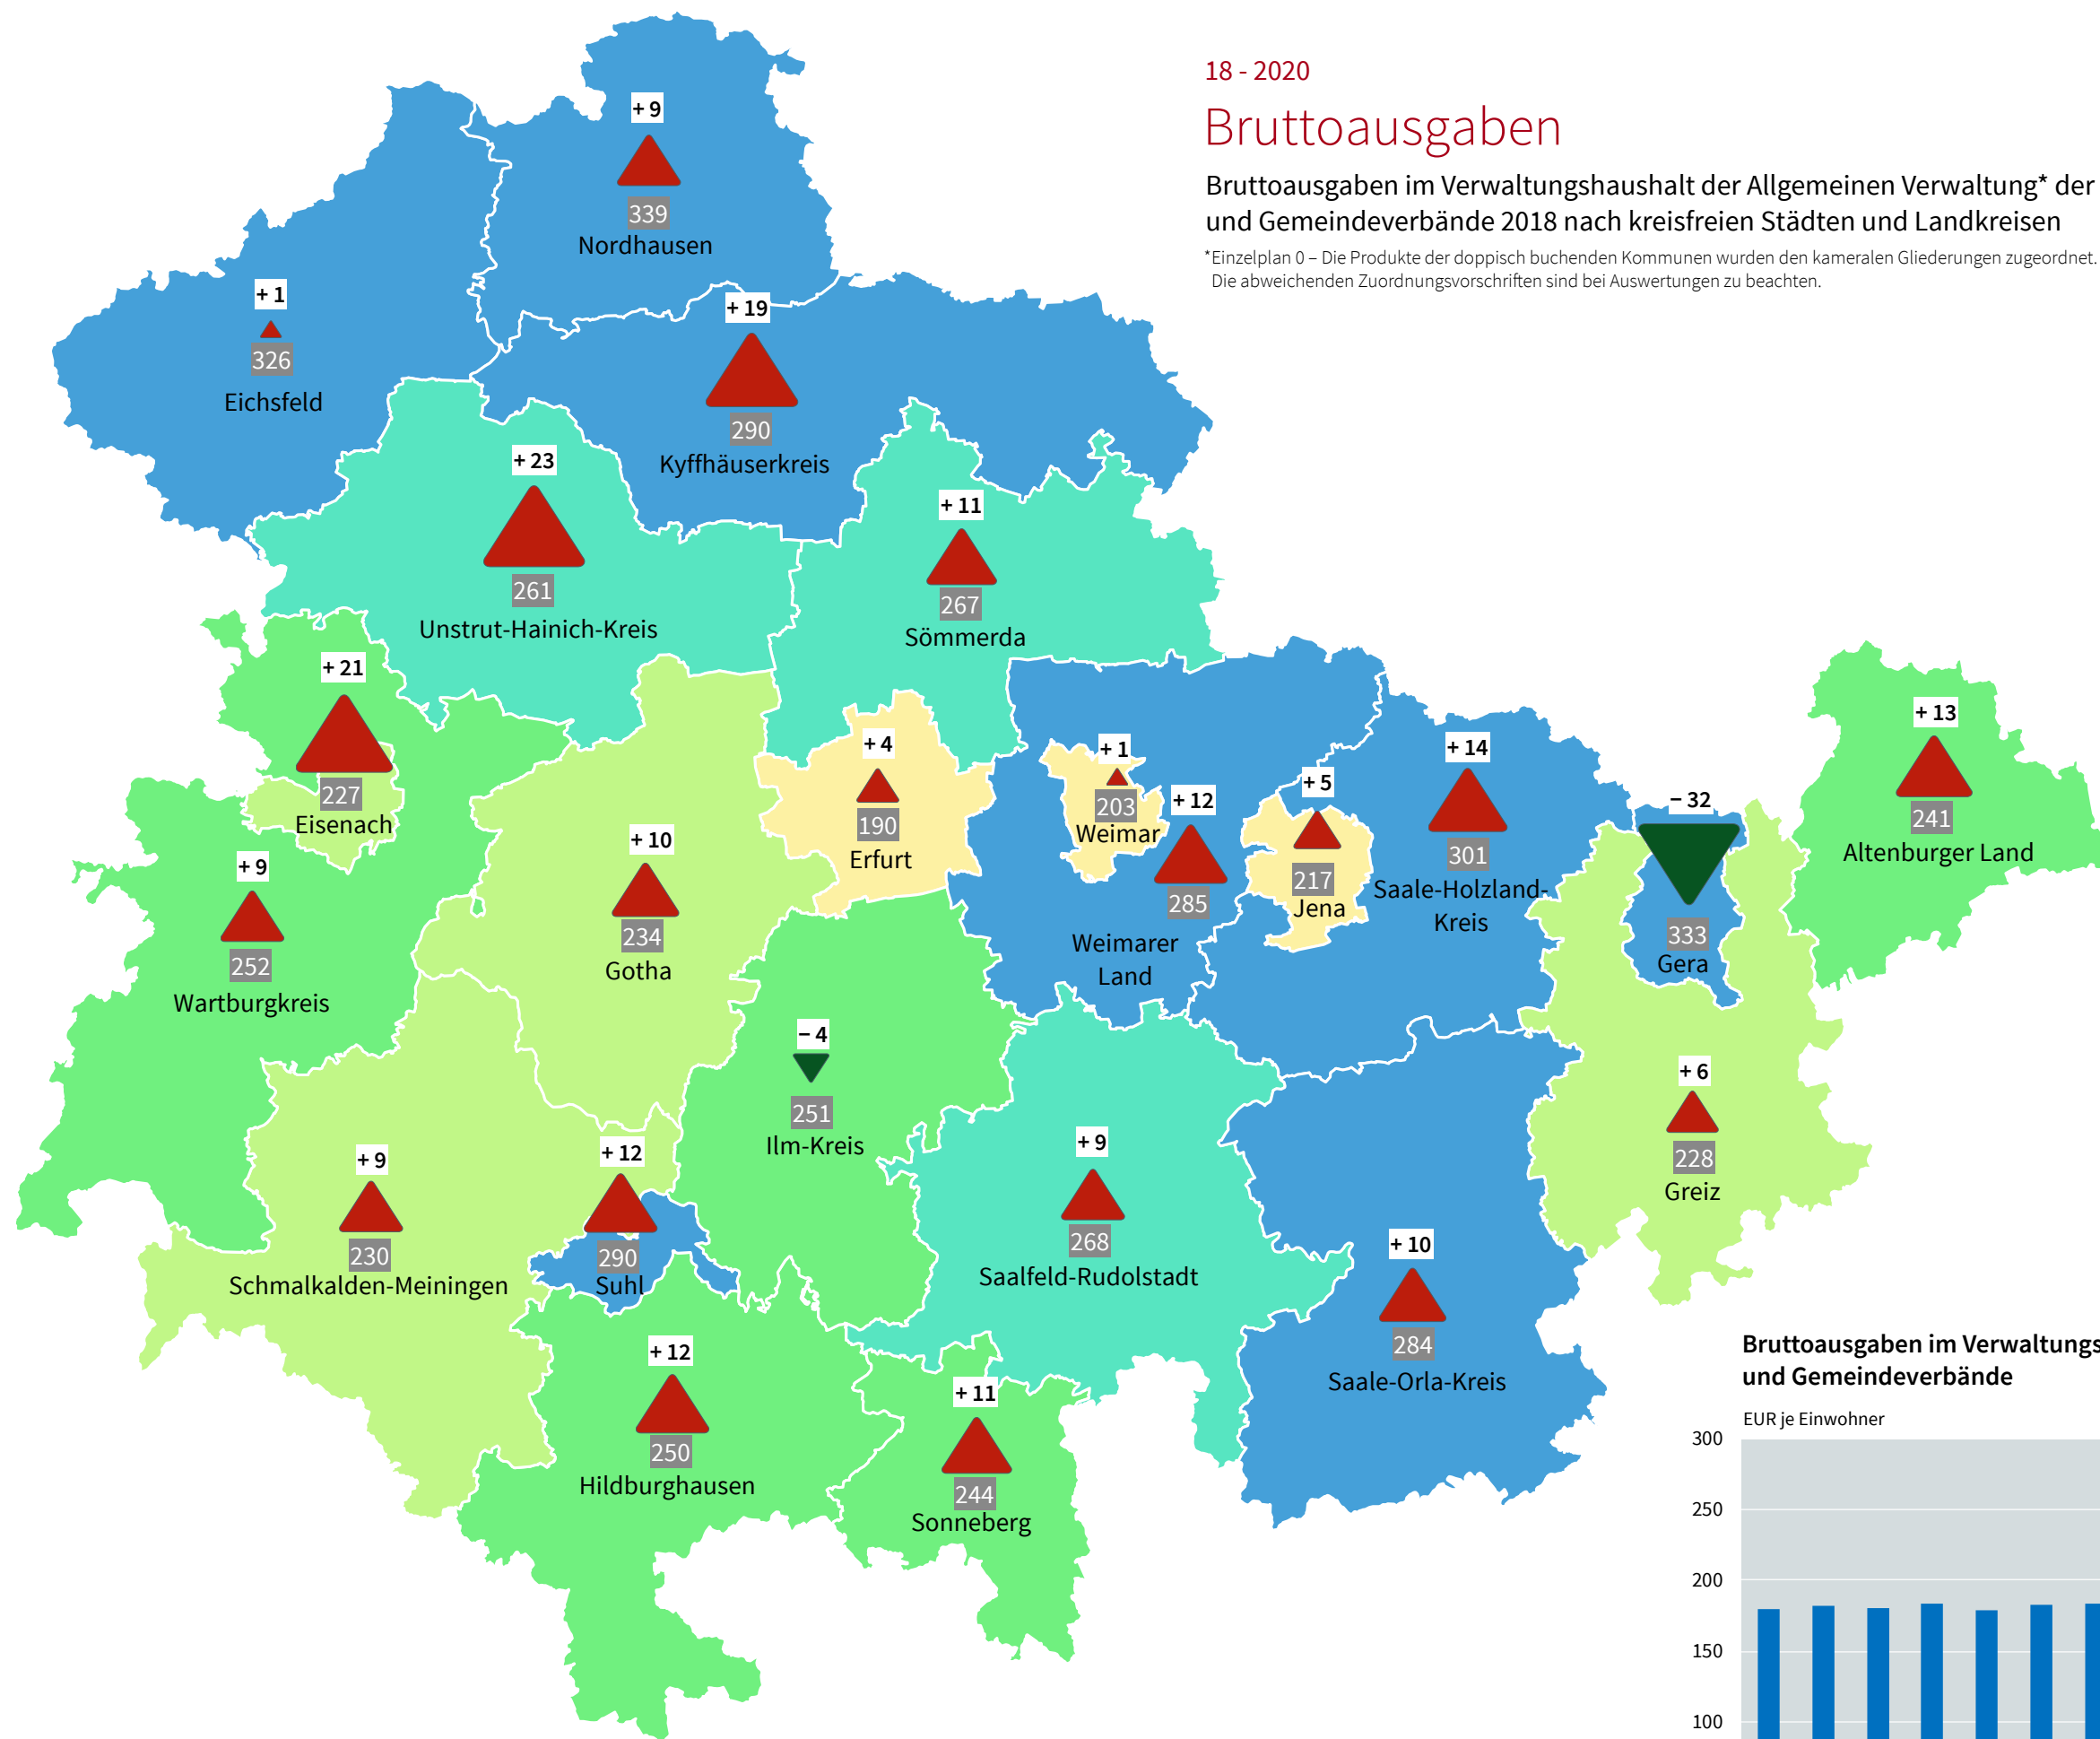 18 - 2020
Bruttoausgaben
Bruttoausgaben im Verwaltungshaushalt der Allgemeinen Verwaltung* der
und Gemeindeverbände 2018 nach kreisfreien Städten und Landkreisen
*Einzelplan 0 – Die Produkte der doppisch buchenden Kommunen wurden den kameralen Gliederungen zugeordnet.
Die abweichenden Zuordnungsvorschriften sind bei Auswertungen zu beachten.
+ 9
339
Nordhausen
+ 1
326
Eichsfeld
+ 19
290
Kyffhäuserkreis
+ 23
261
Unstrut-Hainich-Kreis
+ 11
267
Sömmerda
+ 21
227
Eisenach
+ 9
252
Wartburgkreis
+ 10
234
Gotha
+ 4
190
Erfurt
+ 1
203
Weimar
+ 12
285
Weimarer
Land
+ 5
217
Jena
+ 14
301
Saale-Holzland-
Kreis
− 32
333
Gera
+ 13
241
Altenburger Land
− 4
251
Ilm-Kreis
+ 6
228
Greiz
+ 9
230
Schmalkalden-Meiningen
+ 12
290
Suhl
+ 9
268
Saalfeld-Rudolstadt
+ 10
284
Saale-Orla-Kreis
+ 12
250
Hildburghausen
+ 11
244
Sonneberg
Bruttoausgaben im Verwaltungs
und Gemeindeverbände
EUR je Einwohner
300
250
200
150
100